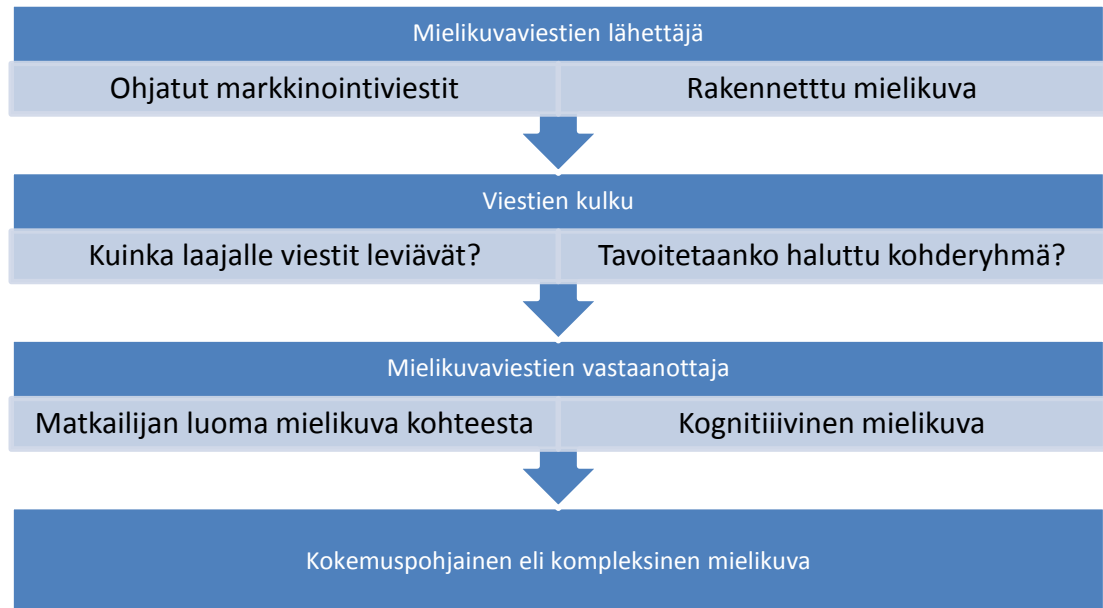 Mielikuvaviestien lähettäjä
Ohjatut markkinointiviestit
Rakennetttu mielikuva
Viestien kulku
Kuinka laajalle viestit leviävät?
Tavoitetaanko haluttu kohderyhmä?
Mielikuvaviestien vastaanottaja
Matkailijan luoma mielikuva kohteesta
Kognitiiivinen mielikuva
Kokemuspohjainen eli kompleksinen mielikuva